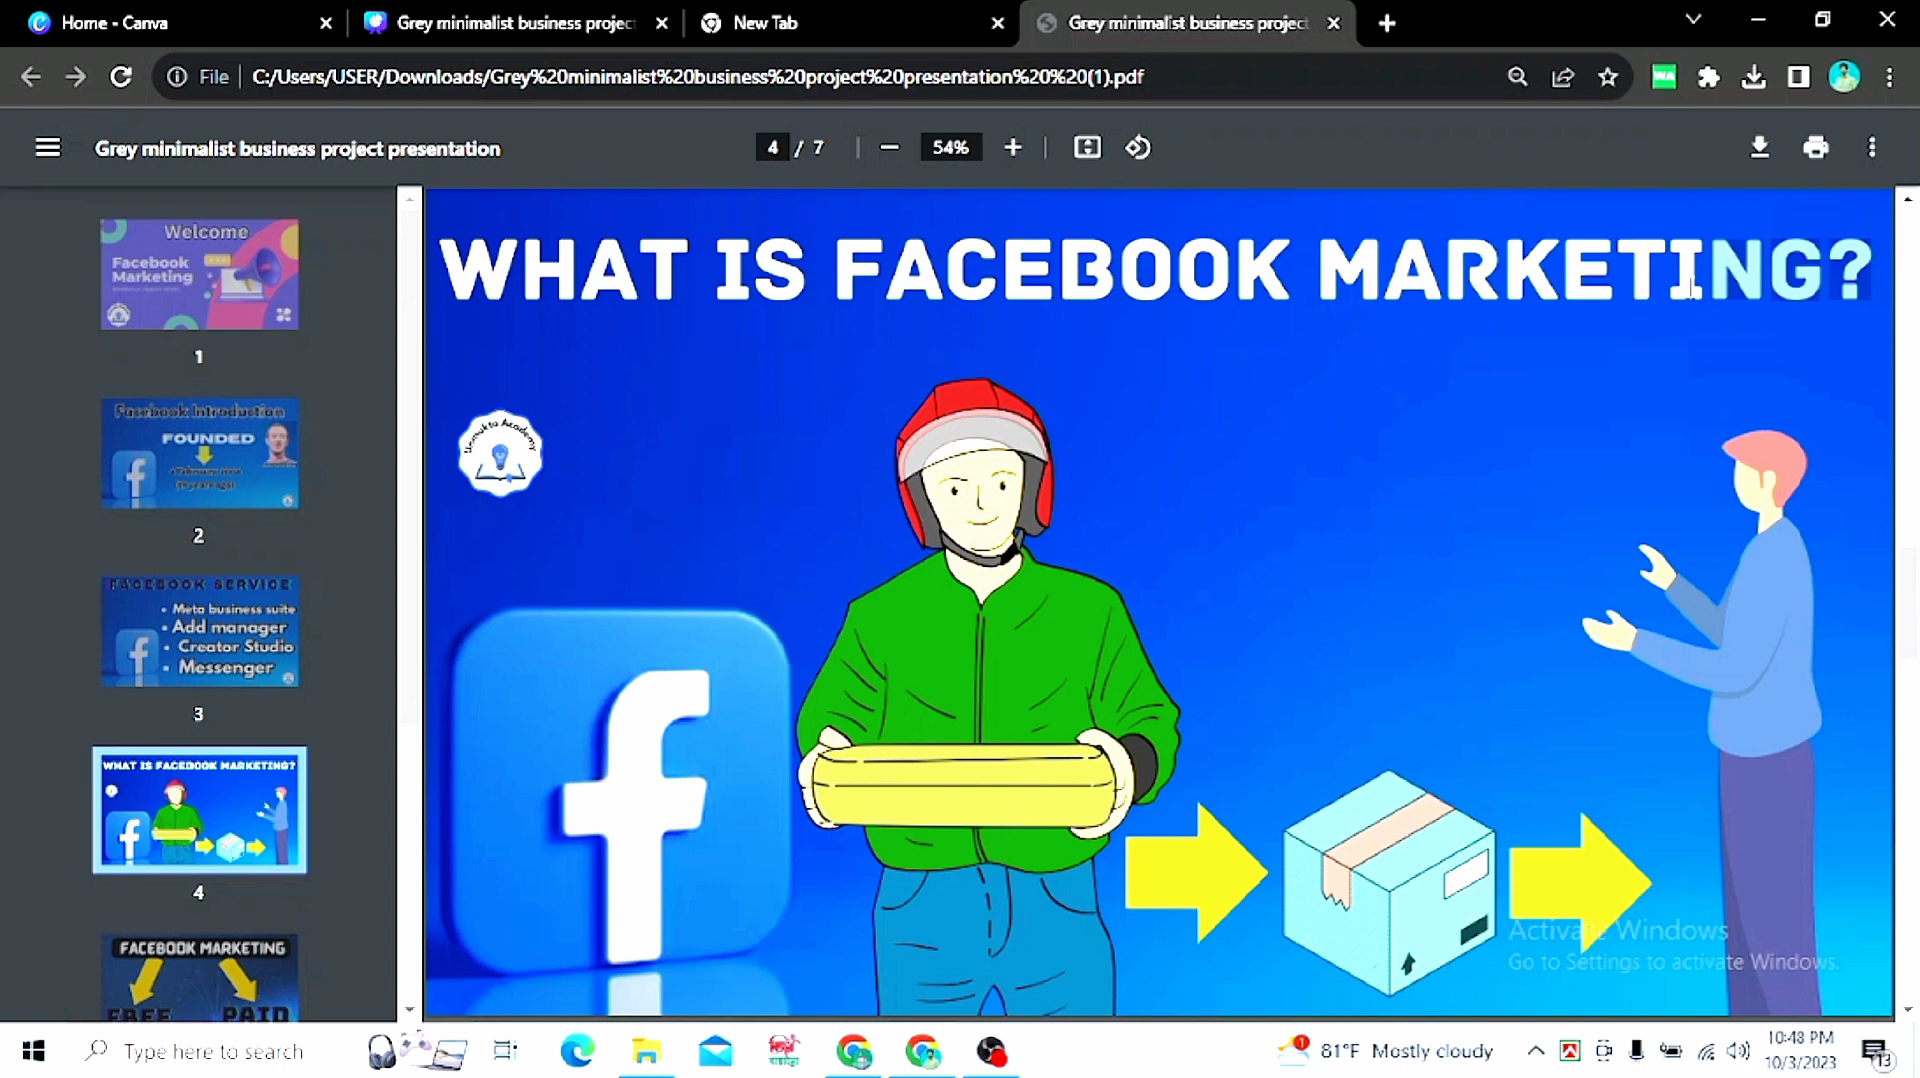 Home - Canva
Grey minimalist business project
New Tab
Grey minimalist business project
File
C:/Users/USER/Downloads/Grey%20minimalist%20business%20project%20presentation%20%20(1).pdf
Grey minimalist business project presentation
4 / 7
54%
Welcome
Facebook
Marketing
1
Facebook Introduction
FOUNDED
2
FACEBOOK SERVICE
• Meta business suite
• Add manager
• Creator Studio
• Messenger
3
WHAT IS FACEBOOK MARKETING?
4
FACEBOOK MARKETING
FREE PAID
WHAT IS FACEBOOK MARKETING?
Activate Windows
Go to Settings to activate Windows.
Type here to search
81°F Mostly cloudy
10:48 PM
10/3/2023
13